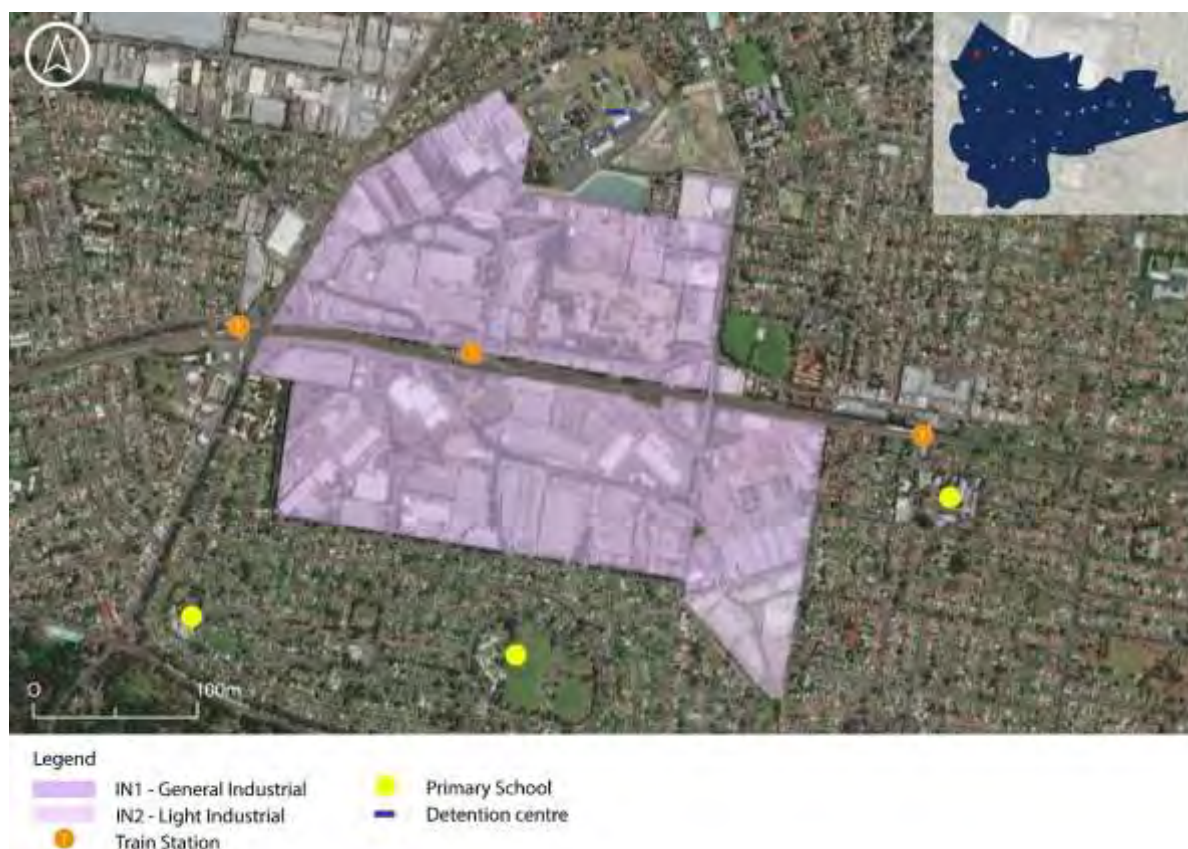 0 100m
Legend
IN1 - General Industrial
IN2 - Light Industrial
Train Station
Primary School
Detention centre